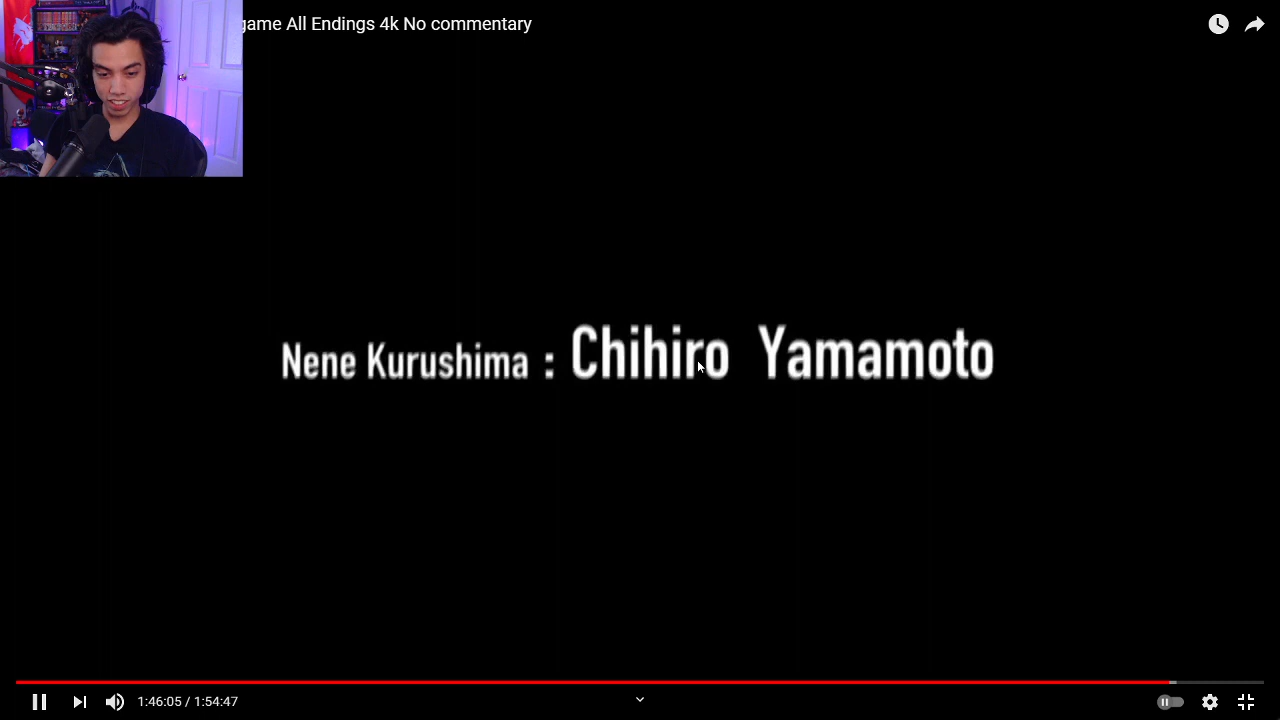 game All Endings 4k No commentary
Nene Kurushima : Chihiro Yamamoto
1:46:05 / 1:54:47